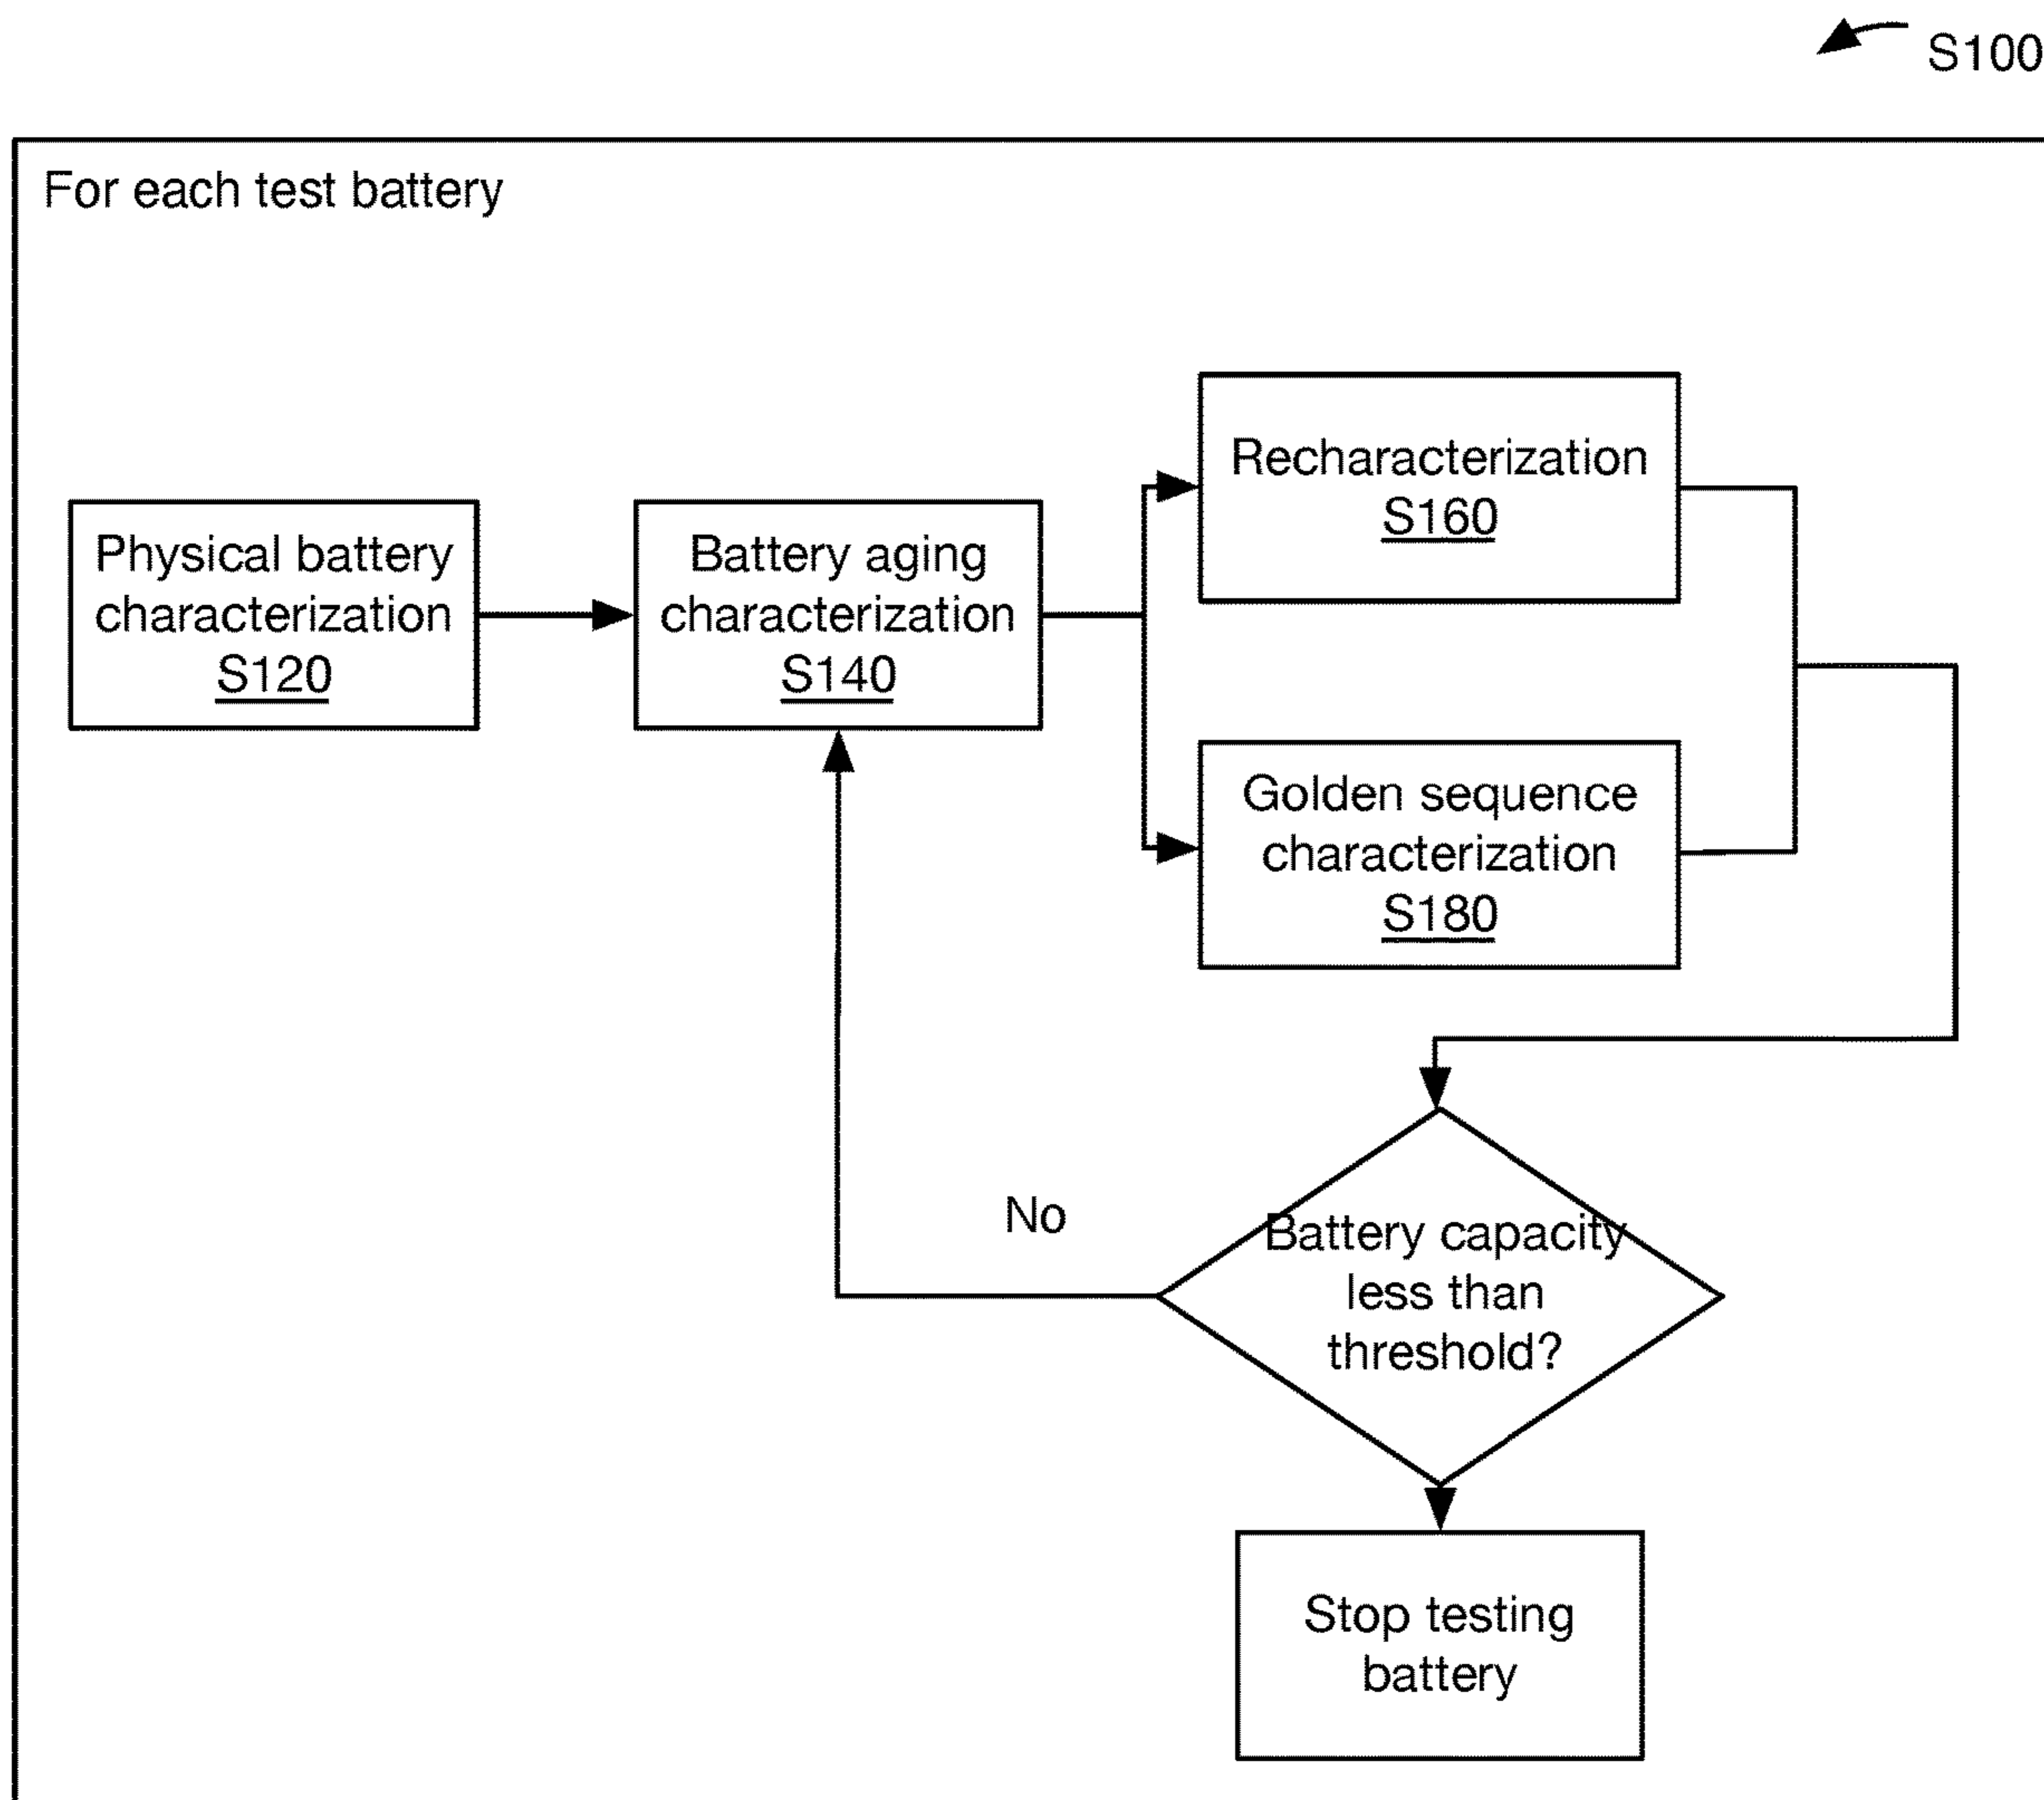 S100
For each test battery
Physical battery
characterization
S120
Battery aging
characterization
S140
Recharacterization
S160
Golden sequence
characterization
S180
No
Battery capacity
less than
threshold?
Stop testing
battery